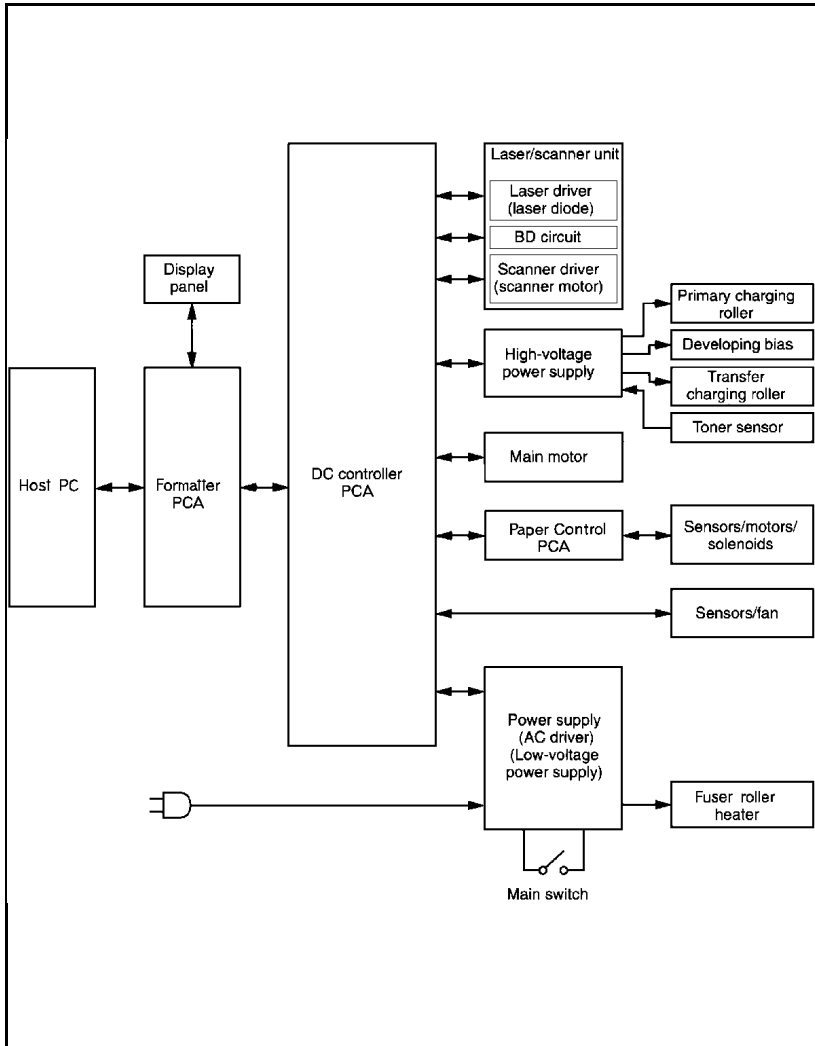 Laser/scanner unit
Laser driver
(laser diode)
BD circuit
Scanner driver
(scanner motor)
Display
panel
Primary charging
roller
High-voltage
power supply
Developing bias
Transfer
charging roller
Toner sensor
Host PC
Formatter
PCA
DC controller
PCA
Main motor
Paper Control
PCA
Sensors/motors/
solenoids
Sensors/fan
Power supply
(AC driver)
(Low-voltage
power supply)
Fuser roller
heater
Main switch